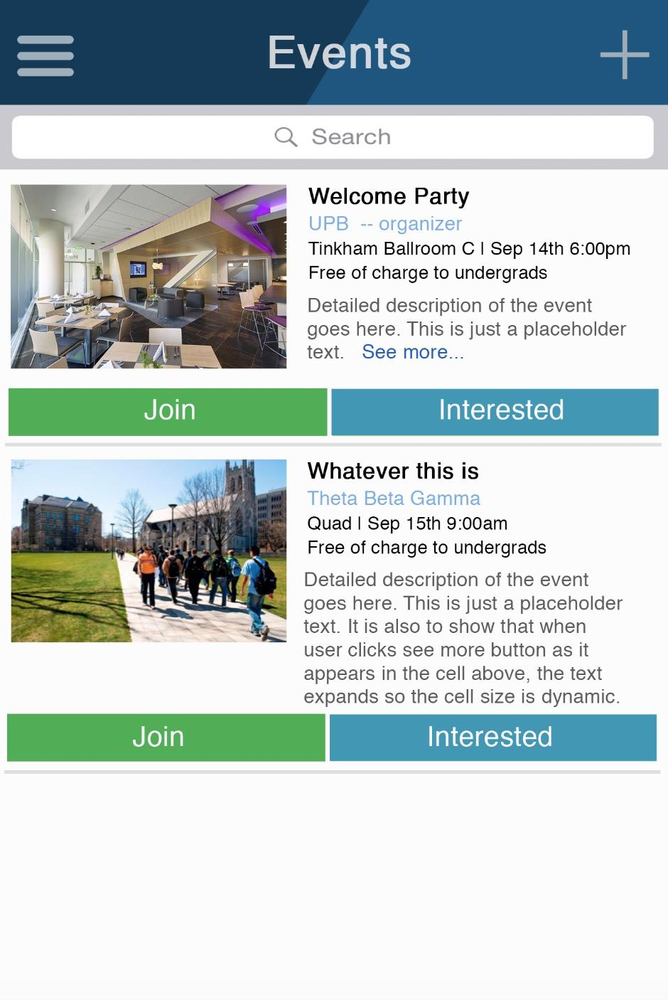 Events
Search
Welcome Party
UPB -- organizer
Tinkham Ballroom C | Sep 14th 6:00pm
Free of charge to undergrads
Detailed description of the event
goes here. This is just a placeholder
text. See more...
Join
Interested
Whatever this is
Theta Beta Gamma
Quad | Sep 15th 9:00am
Free of charge to undergrads
Detailed description of the event
goes here. This is just a placeholder
text. It is also to show that when
user clicks see more button as it
appears in the cell above, the text
expands so the cell size is dynamic.
Join
Interested